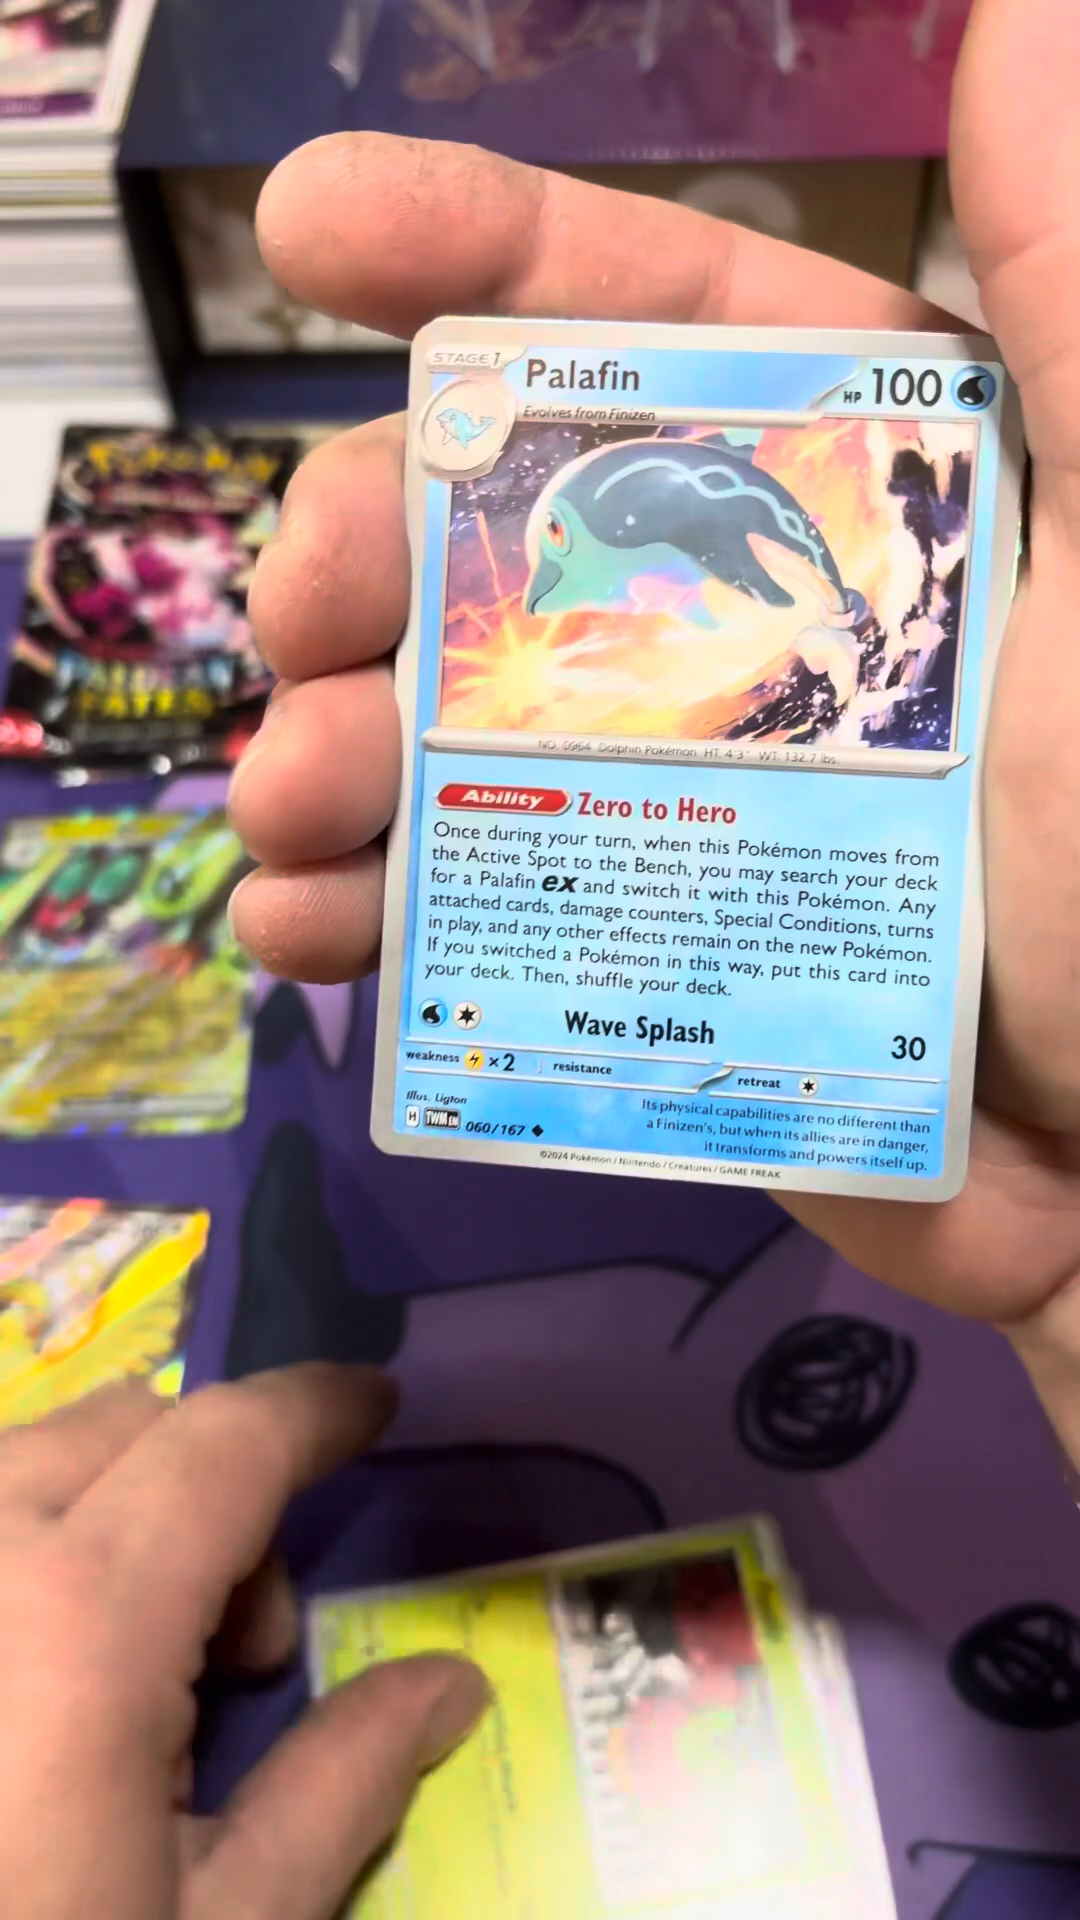 STAGE 1
Palafin
HP 100
Evolves from Finizen
NO. 0964 Dolphin Pokémon HT: 4'3" WT: 132.7 lbs.
Ability Zero to Hero
Once during your turn, when this Pokémon moves from
the Active Spot to the Bench, you may search your deck
for a Palafin ex and switch it with this Pokémon. Any
attached cards, damage counters, Special Conditions, turns
in play, and any other effects remain on the new Pokémon.
If you switched a Pokémon in this way, put this card into
your deck. Then, shuffle your deck.
Wave Splash 30
weakness ×2 resistance retreat
Illus. Ligton
H TWM EN 060/167
Its physical capabilities are no different than
a Finizen's, but when its allies are in danger,
it transforms and powers itself up.
©2024 Pokémon / Nintendo / Creatures / GAME FREAK
POKéMON
PALDEAN
FATES